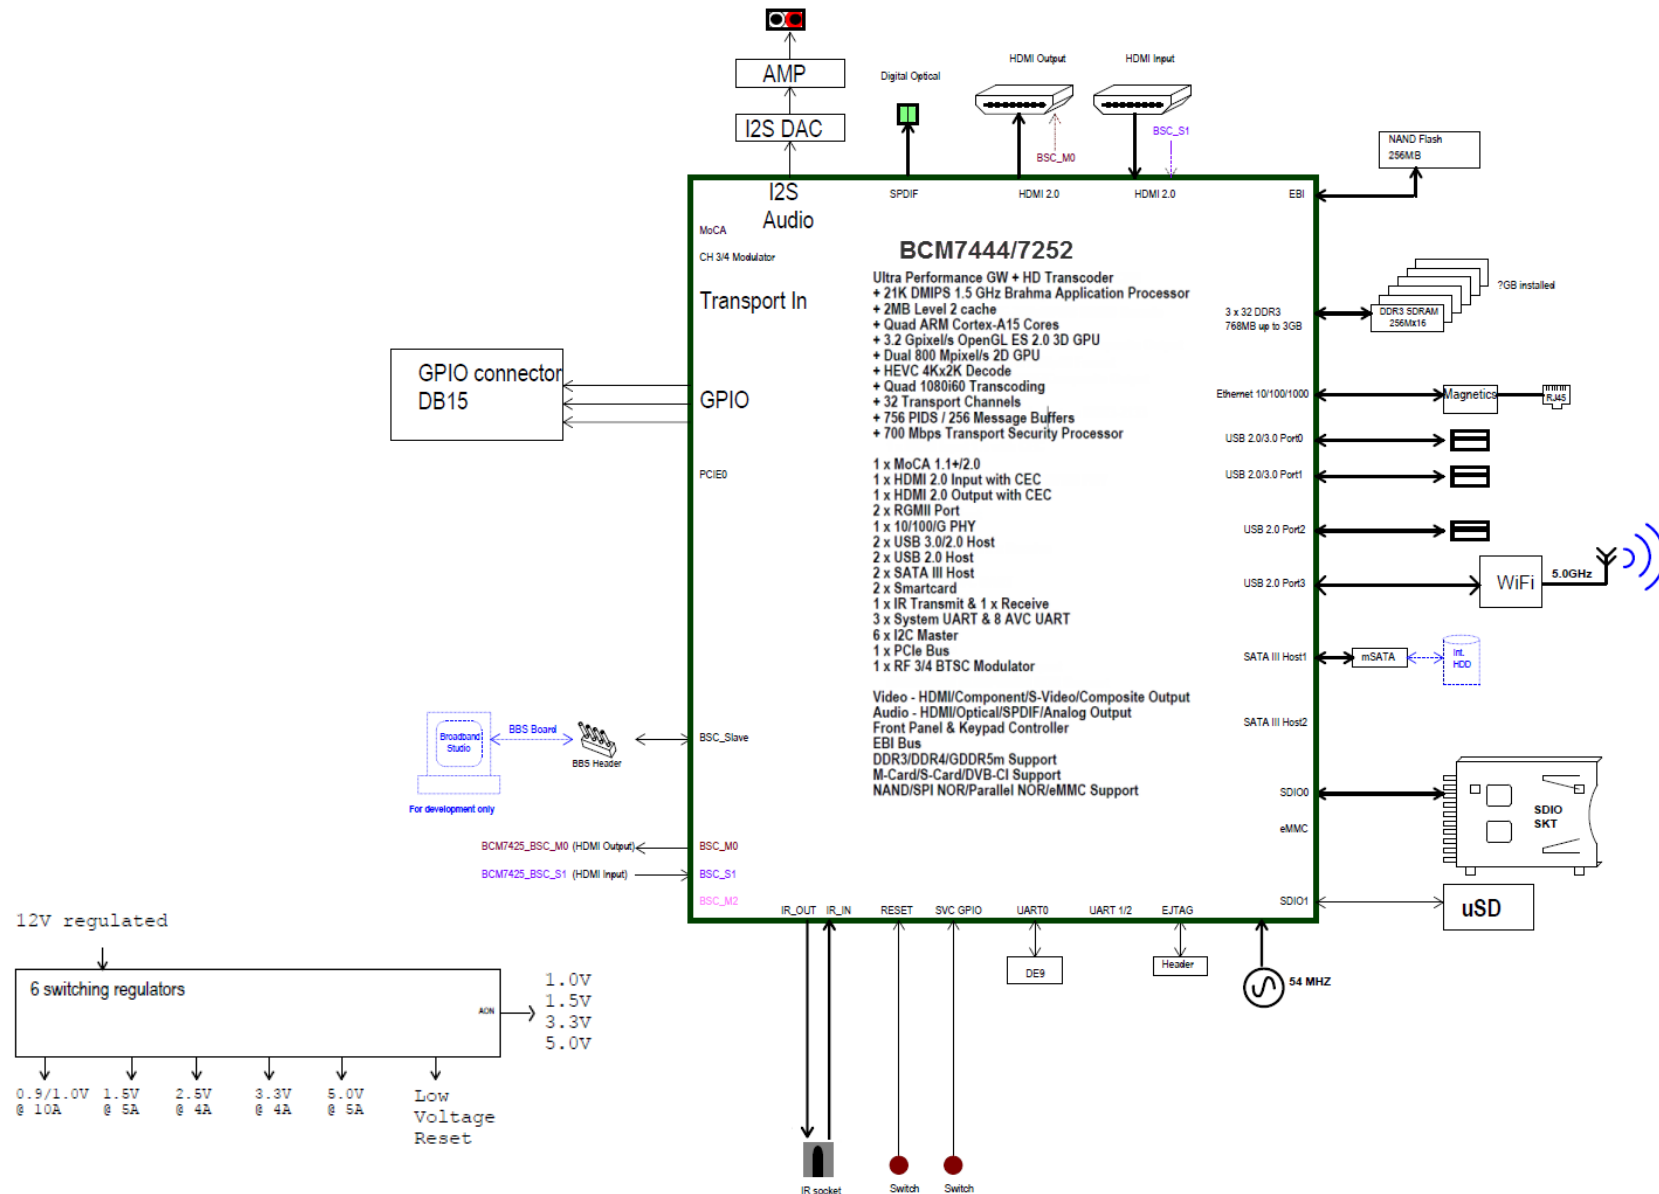 AMP
I2S DAC
Digital Optical
HDMI Output
HDMI Input
BSC_M0
BSC_S1
NAND Flash
256MB
I2S
Audio
SPDIF
HDMI 2.0
HDMI 2.0
EBI
MoCA
CH 3/4 Modulator
Transport In
GPIO connector
DB15
GPIO
PCIE0
BCM7444/7252
Ultra Performance GW + HD Transcoder
+ 21K DMIPS 1.5 GHz Brahma Application Processor
+ 2MB Level 2 cache
+ Quad ARM Cortex-A15 Cores
+ 3.2 Gpixel/s OpenGL ES 2.0 3D GPU
+ Dual 800 Mpixel/s 2D GPU
+ HEVC 4Kx2K Decode
+ Quad 1080i60 Transcoding
+ 32 Transport Channels
+ 756 PIDS / 256 Message Buffers
+ 700 Mbps Transport Security Processor
1 x MoCA 1.1+/2.0
1 x HDMI 2.0 Input with CEC
1 x HDMI 2.0 Output with CEC
2 x RGMII Port
1 x 10/100/G PHY
2 x USB 3.0/2.0 Host
2 x USB 2.0 Host
2 x SATA III Host
2 x Smartcard
1 x IR Transmit & 1 x Receive
3 x System UART & 8 AVC UART
6 x I2C Master
1 x PCIe Bus
1 x RF 3/4 BTSC Modulator
Video - HDMI/Component/S-Video/Composite Output
Audio - HDMI/Optical/SPDIF/Analog Output
Front Panel & Keypad Controller
EBI Bus
DDR3/DDR4/GDDR5m Support
M-Card/S-Card/DVB-CI Support
NAND/SPI NOR/Parallel NOR/eMMC Support
3 x 32 DDR3
768MB up to 3GB
DDR3 SDRAM
256Mx16
?GB installed
Ethernet 10/100/1000
Magnetics
RJ45
USB 2.0/3.0 Port0
USB 2.0/3.0 Port1
USB 2.0 Port2
USB 2.0 Port3
WiFi
5.0GHz
SATA III Host1
mSATA
Int.
HDD
SATA III Host2
SDIO0
SDIO
SKT
eMMC
SDIO1
uSD
Broadband
Studio
BBS Board
BBS Header
For development only
BSC_Slave
BCM7425_BSC_M0 (HDMI Output)
BSC_M0
BCM7425_BSC_S1 (HDMI Input)
BSC_S1
BSC_M2
IR_OUT
IR_IN
RESET
SVC GPIO
UART0
UART 1/2
EJTAG
DE9
Header
54 MHZ
IR socket
Switch
Switch
12V regulated
6 switching regulators
AON
1.0V
1.5V
3.3V
5.0V
0.9/1.0V
@ 10A
1.5V
@ 5A
2.5V
@ 4A
3.3V
@ 4A
5.0V
@ 5A
Low
Voltage
Reset